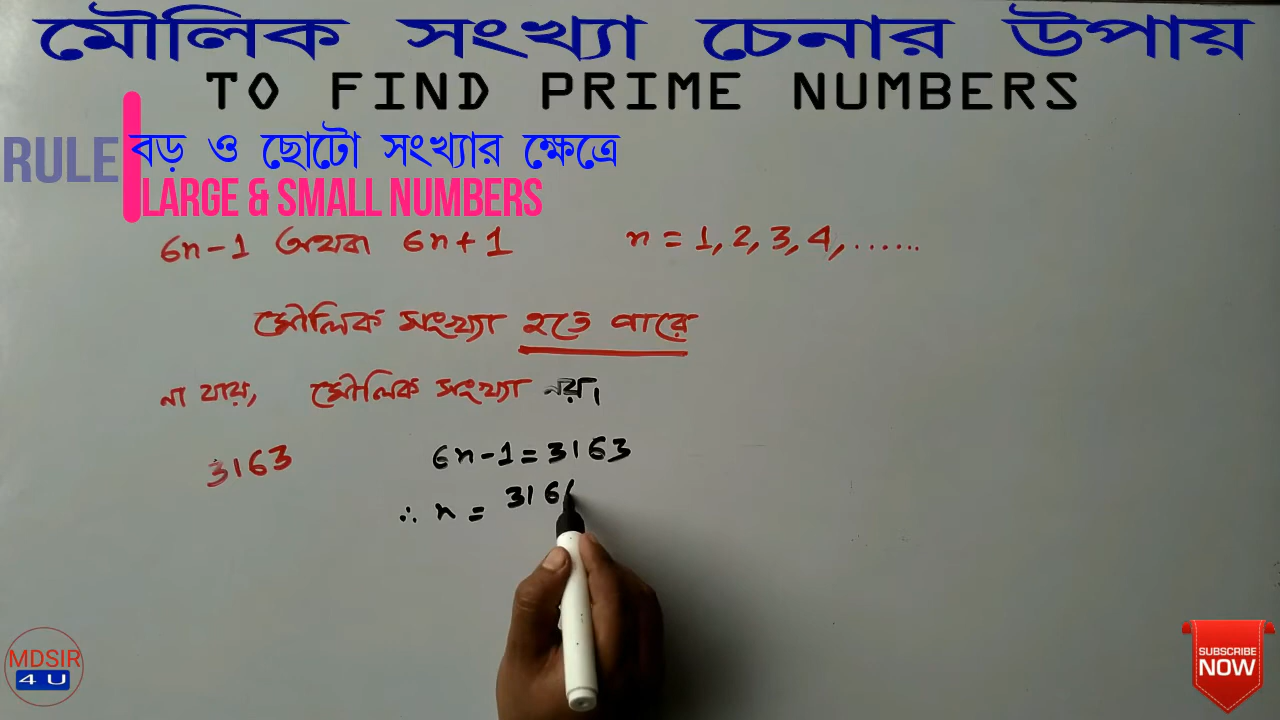 মৌলিক সংখ্যা চেনার উপায়
TO FIND PRIME NUMBERS
RULE
বড় ও ছোটো সংখ্যার ক্ষেত্রে
LARGE & SMALL NUMBERS
6n-1 অথবা 6n+1 n = 1, 2, 3, 4, ......
মৌলিক সংখ্যা হতে পারে
না যায়, মৌলিক সংখ্যা নয়।
3163 6n-1=3163
∴ n = 316
MDSIR
4 U
SUBSCRIBE
NOW